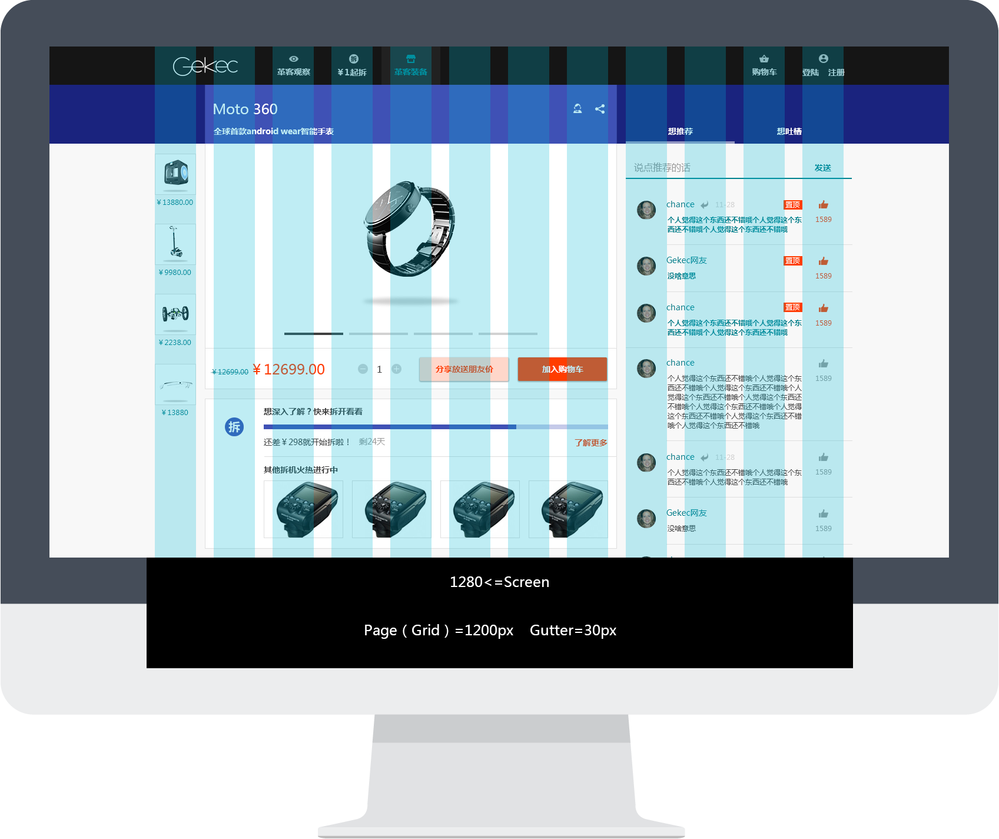 Gekec
革客观察
拆
¥1起拆
革客装备
购物车
登陆 注册
Moto 360
全球首款android wear智能手表
想推荐
想吐槽
¥13880.00
¥9980.00
¥2238.00
¥13880
¥12699.00 ¥12699.00
1
分享放送朋友价
加入购物车
拆
想深入了解？快来拆开看看
还差¥298就开始拆啦！ 剩24天
了解更多
其他拆机火热进行中
说点推荐的话
发送
chance 11-28
置顶
个人觉得这个东西还不错哦个人觉得这个东
西还不错哦个人觉得这个东西还不错哦
1589
Gekec网友
置顶
没啥意思
1589
chance
置顶
个人觉得这个东西还不错哦个人觉得这个东
西还不错哦个人觉得这个东西还不错哦
1589
chance
个人觉得这个东西还不错哦个人觉得这个东
西还不错哦个人觉得这个东西还不错哦个人
觉得这个东西还不错哦个人觉得这个东西还
不错哦个人觉得这个东西还不错哦个人觉得
这个东西还不错哦个人觉得这个东西还不错
哦个人觉得这个东西还不错哦
1589
chance 11-28
个人觉得这个东西还不错哦个人觉得这个东
西还不错哦个人觉得这个东西还不错哦
1589
Gekec网友
没啥意思
1589
1280<=Screen
Page（Grid）=1200px Gutter=30px